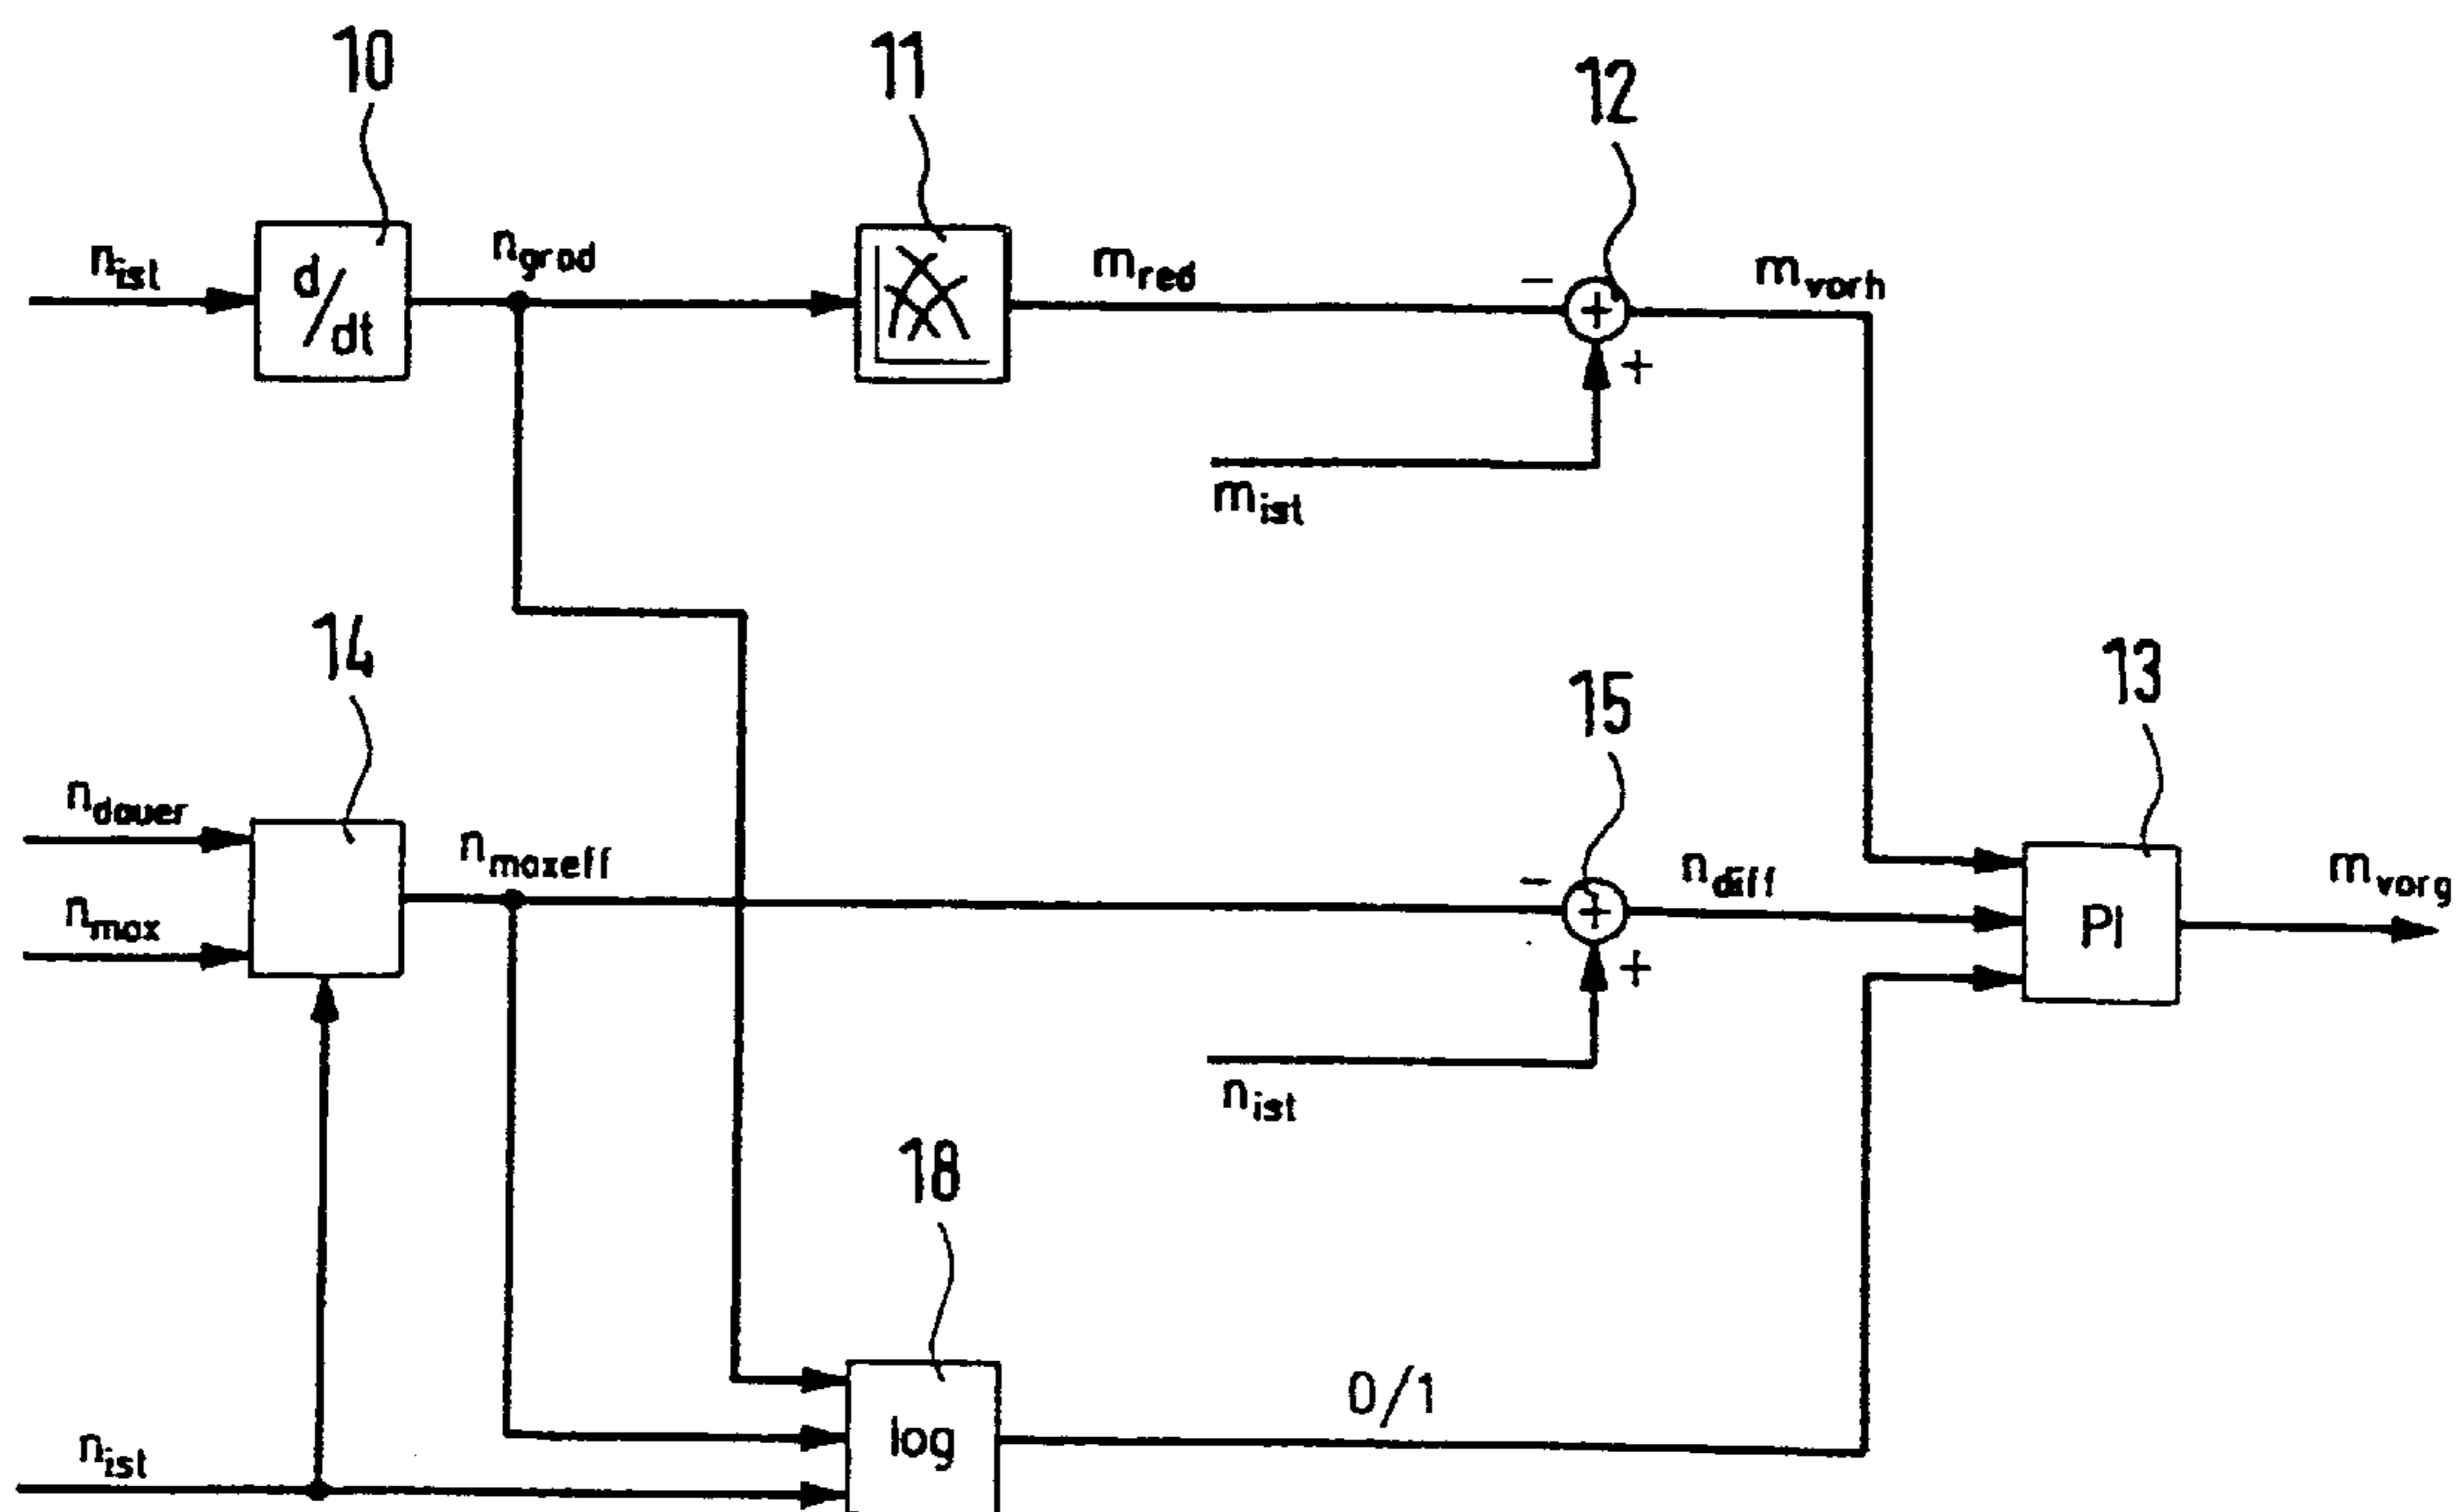 10
11
12
n_ist
d/dt
n_grad
m_red
−
+
m_vorh
+
m_ist
14
15
13
n_dauer
n_max
n_maxeff
−
+
n_diff
+
PI
m_vorg
n_ist
18
n_ist
log
0/1